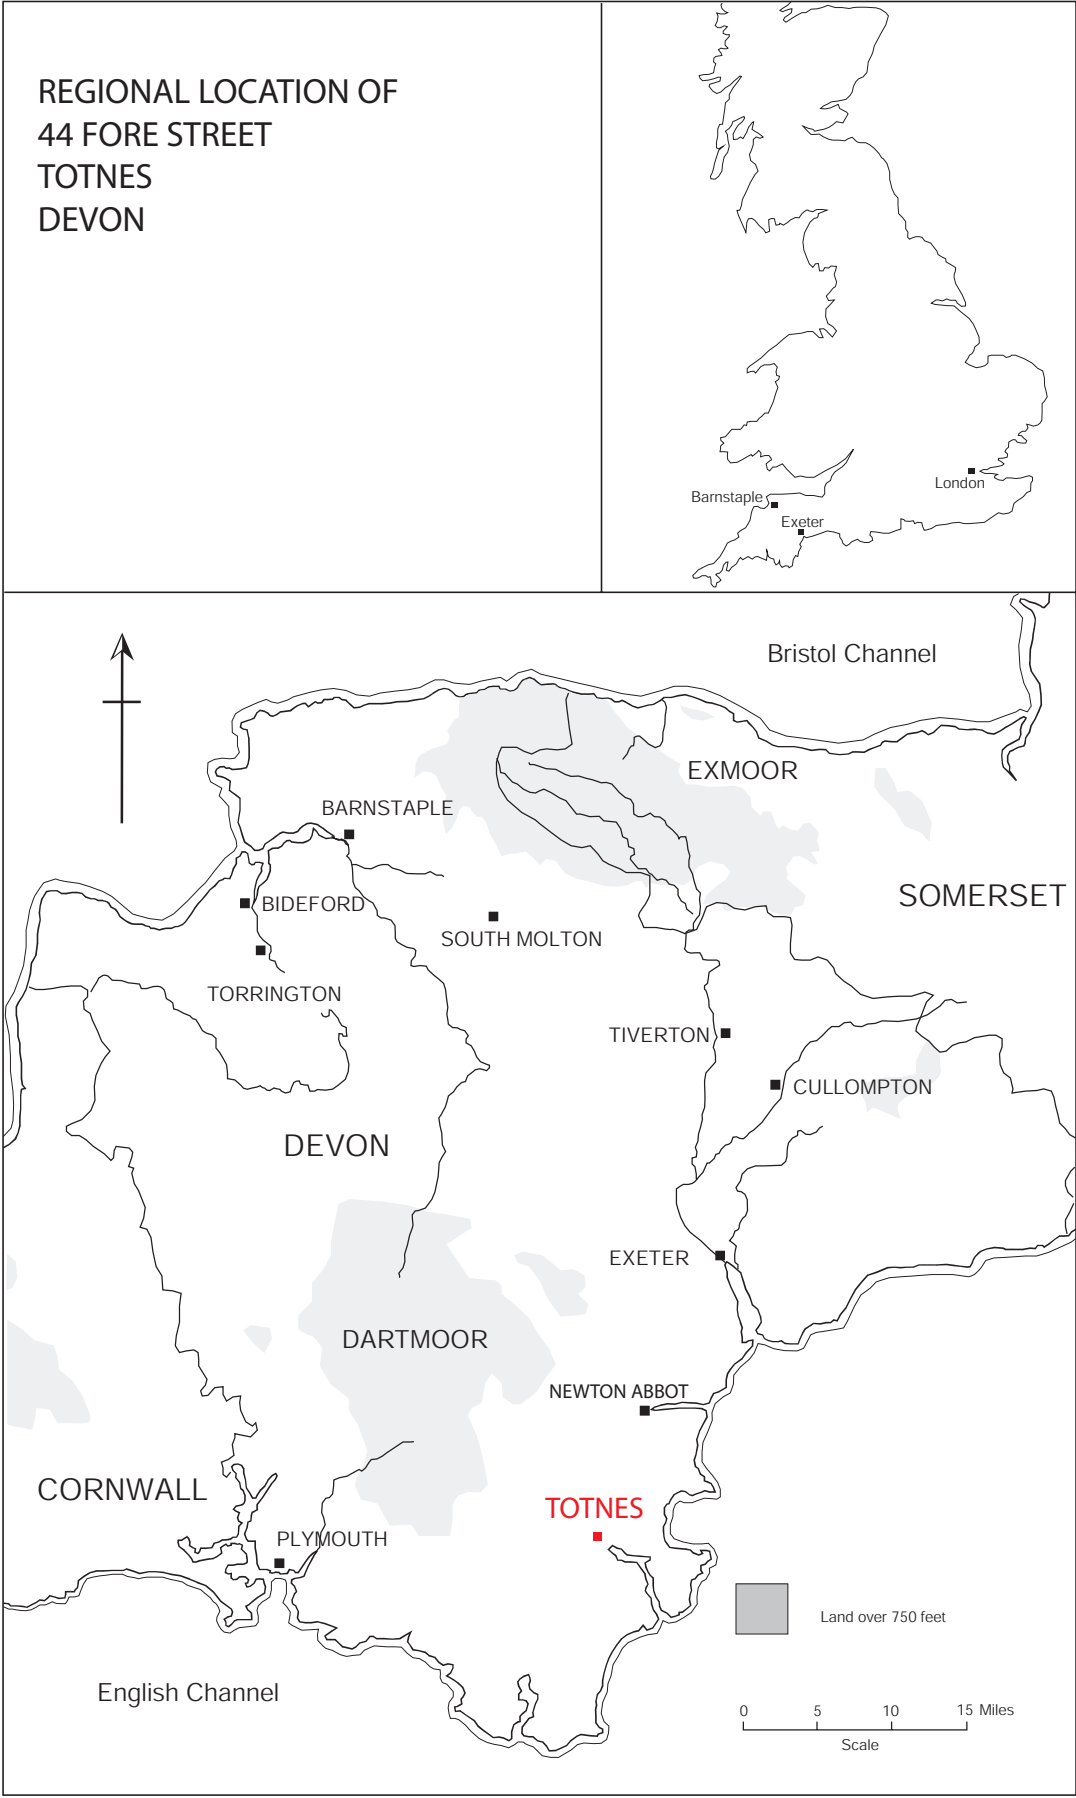 REGIONAL LOCATION OF
44 FORE STREET
TOTNES
DEVON
London
Barnstaple
Exeter
Bristol Channel
EXMOOR
BARNSTAPLE
SOMERSET
BIDEFORD
SOUTH MOLTON
TORRINGTON
TIVERTON
CULLOMPTON
DEVON
EXETER
DARTMOOR
NEWTON ABBOT
CORNWALL
TOTNES
PLYMOUTH
Land over 750 feet
English Channel
0 5 10 15 Miles
Scale